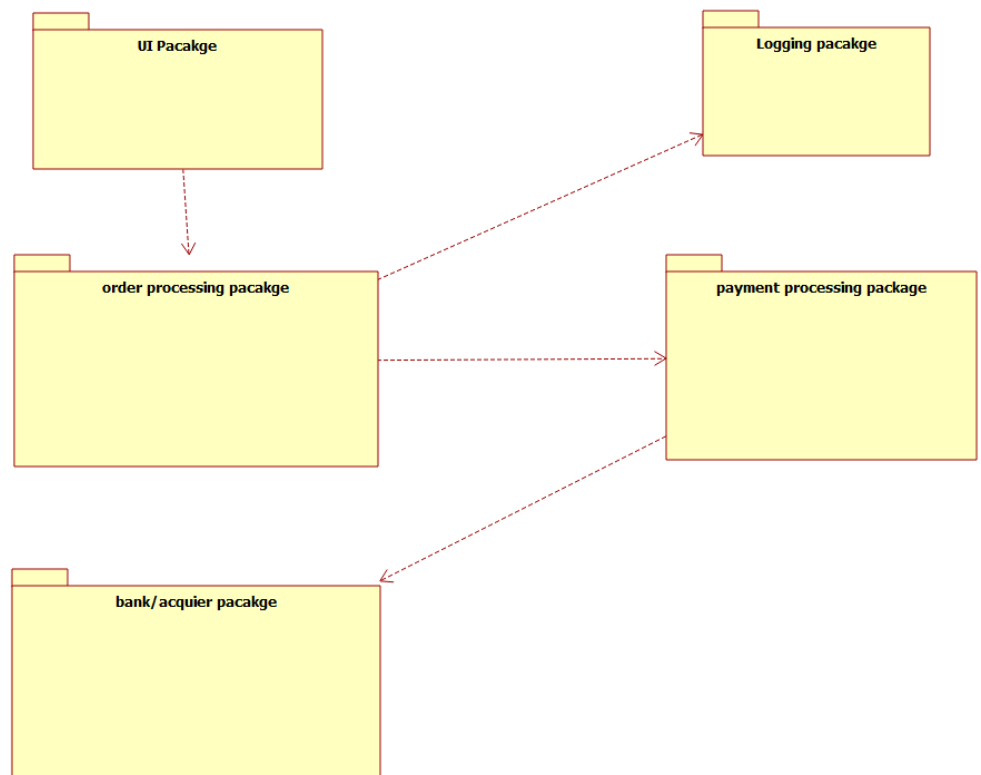 UI Pacakge
Logging pacakge
order processing pacakge
payment processing package
bank/acquier pacakge